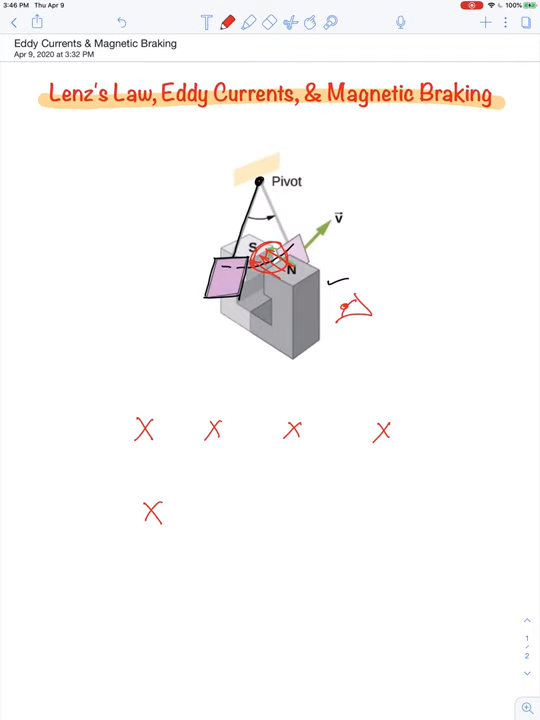 3:46 PM Thu Apr 9
100%
Eddy Currents & Magnetic Braking
Apr 9, 2020 at 3:32 PM
Lenz's Law, Eddy Currents, & Magnetic Braking
Pivot
v
S
N
X X X X
X
1
/
2